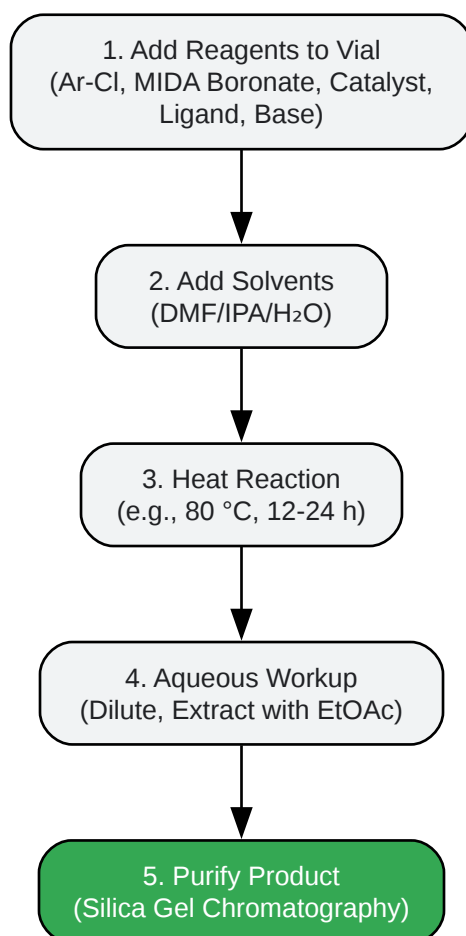 1. Add Reagents to Vial
(Ar-Cl, MIDA Boronate, Catalyst,
Ligand, Base)
2. Add Solvents
(DMF/IPA/H₂O)
3. Heat Reaction
(e.g., 80 °C, 12-24 h)
4. Aqueous Workup
(Dilute, Extract with EtOAc)
5. Purify Product
(Silica Gel Chromatography)